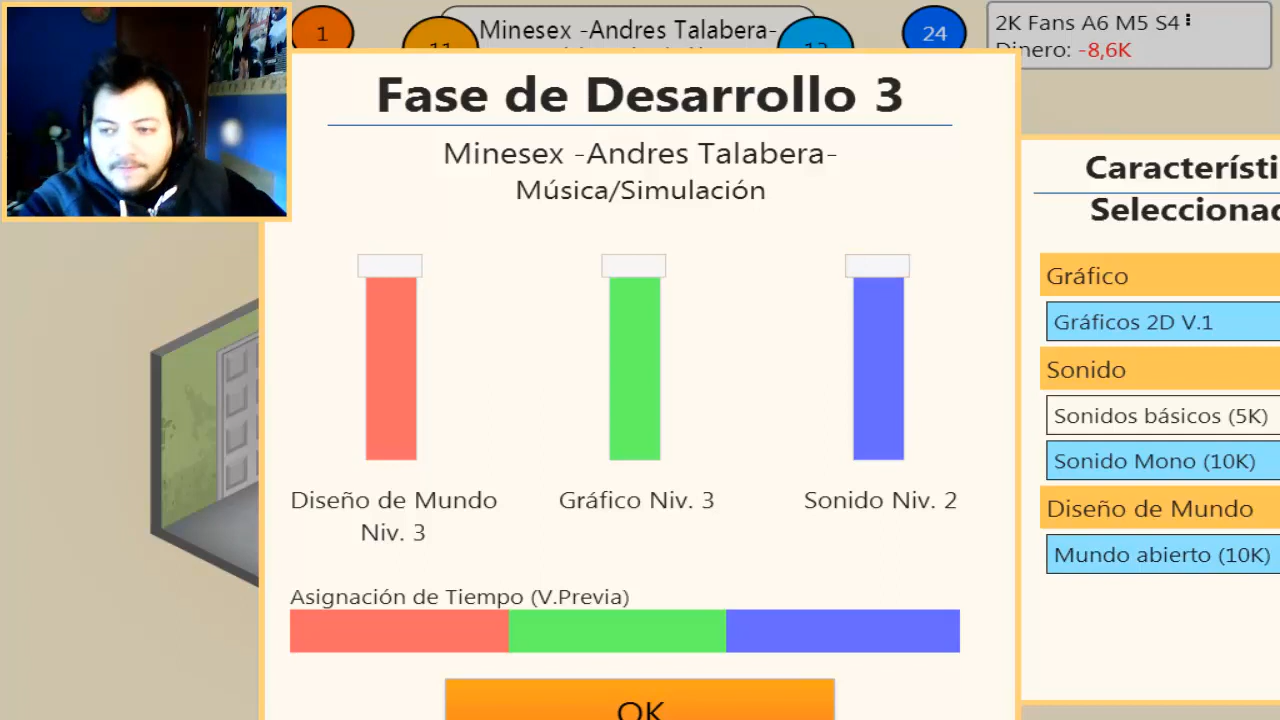 1
11
Minesex -Andres Talabera-
13
24
2K Fans A6 M5 S4
Dinero: -8,6K
Fase de Desarrollo 3
Minesex -Andres Talabera-
Música/Simulación
Diseño de Mundo
Niv. 3
Gráfico Niv. 3
Sonido Niv. 2
Asignación de Tiempo (V.Previa)
OK
Característi
Seleccionad
Gráfico
Gráficos 2D V.1
Sonido
Sonidos básicos (5K)
Sonido Mono (10K)
Diseño de Mundo
Mundo abierto (10K)